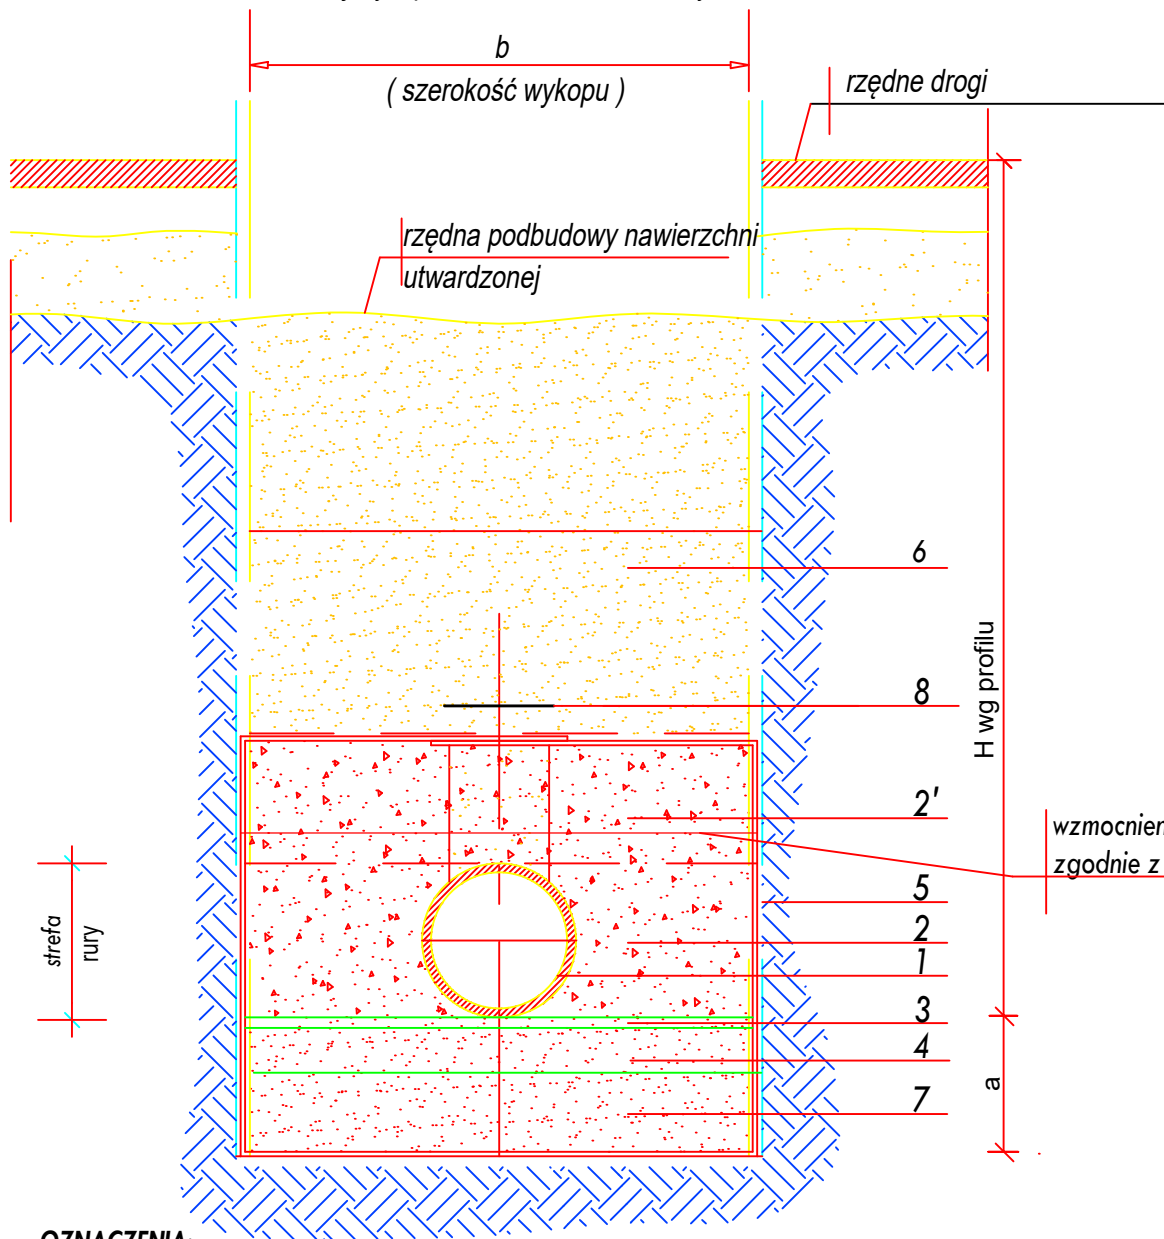 b
( szerokość wykopu )
rzędne drogi
rzędna podbudowy nawierzchni
utwardzonej
6
8
H wg profilu
2'
zgodnie z
5
strefa
rury
2
1
3
4
a
7
OZNACZENIA: